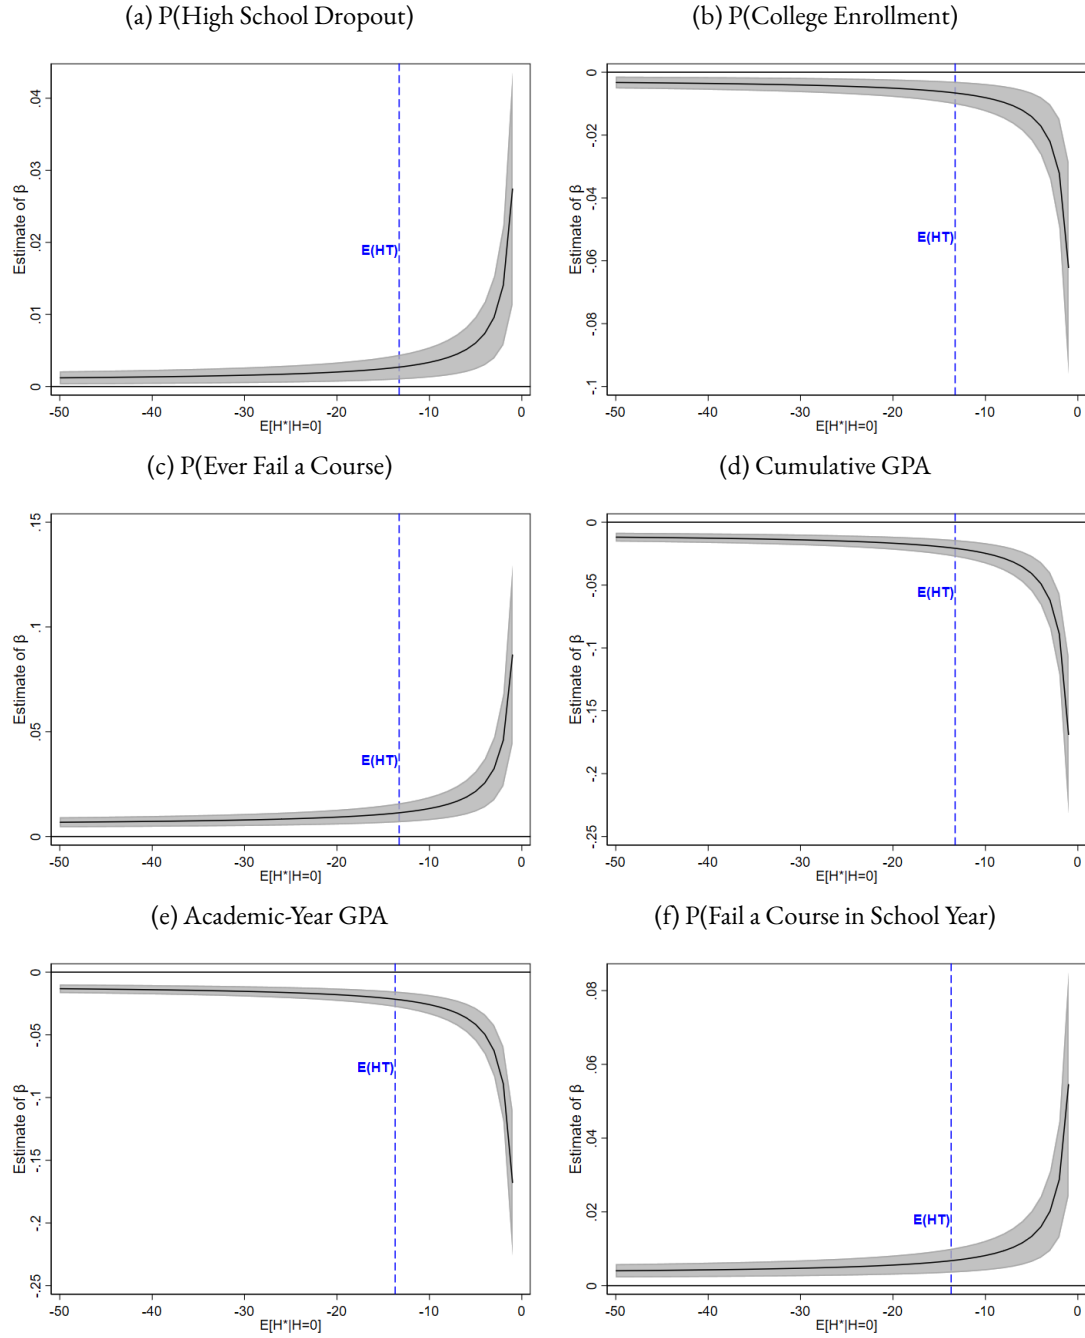 (a) P(High School Dropout)
Estimate of β
.04
.03
.02
.01
0
E(HT)
-50 -40 -30 -20 -10 0
E[H*|H=0]
(b) P(College Enrollment)
Estimate of β
0
-.02
-.04
-.06
-.08
-.1
E(HT)
-50 -40 -30 -20 -10 0
E[H*|H=0]
(c) P(Ever Fail a Course)
Estimate of β
.15
.1
.05
0
E(HT)
-50 -40 -30 -20 -10 0
E[H*|H=0]
(d) Cumulative GPA
Estimate of β
0
-.05
-.1
-.15
-.2
-.25
E(HT)
-50 -40 -30 -20 -10 0
E[H*|H=0]
(e) Academic-Year GPA
Estimate of β
0
-.05
-.1
-.15
-.2
-.25
E(HT)
-50 -40 -30 -20 -10 0
E[H*|H=0]
(f) P(Fail a Course in School Year)
Estimate of β
.08
.06
.04
.02
0
E(HT)
-50 -40 -30 -20 -10 0
E[H*|H=0]